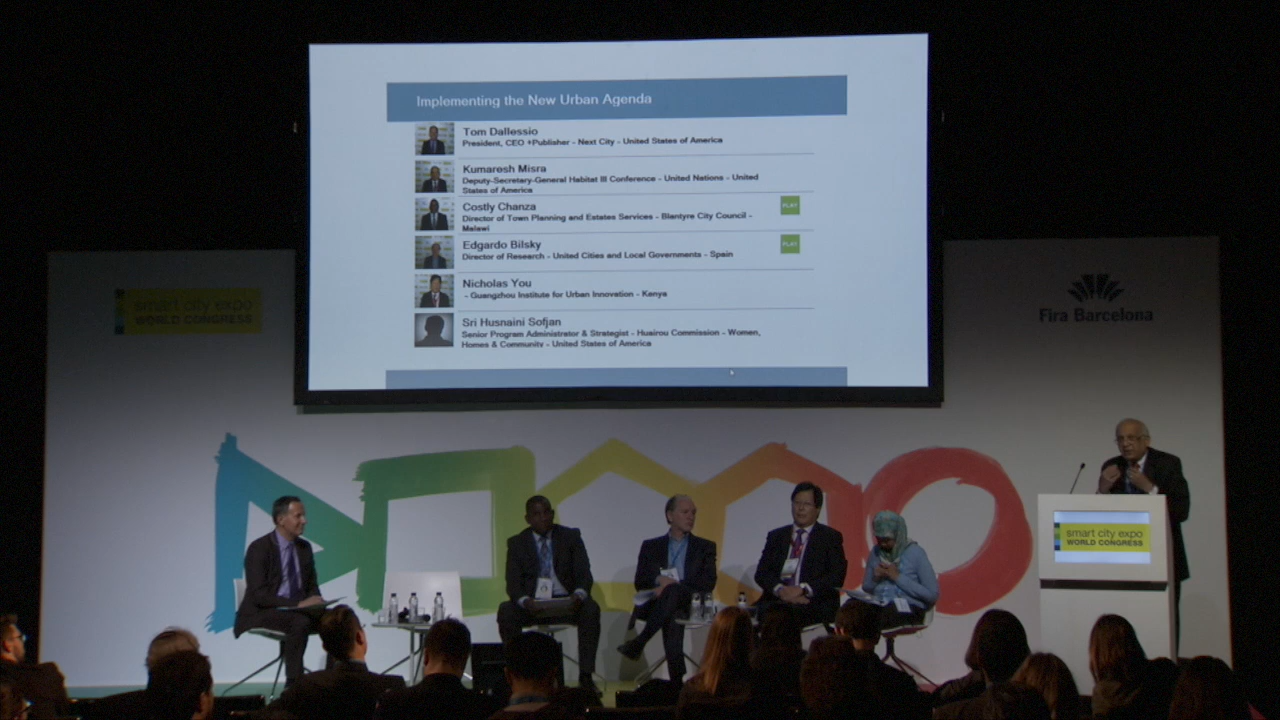 Implementing the New Urban Agenda
Tom Dallessio
President, CEO +Publisher - Next City - United States of America
Kumaresh Misra
Deputy-Secretary-General Habitat III Conference - United Nations - United
States of America
Costly Chanza
PLAY
Director of Town Planning and Estates Services - Blantyre City Council -
Malawi
Edgardo Bilsky
PLAY
Director of Research - United Cities and Local Governments - Spain
Nicholas You
- Guangzhou Institute for Urban Innovation - Kenya
Sri Husnaini Sofjan
Senior Program Administrator & Strategist - Huairou Commission - Women,
Homes & Community - United States of America
smart city expo
WORLD CONGRESS
Fira Barcelona
smart city expo
WORLD CONGRESS